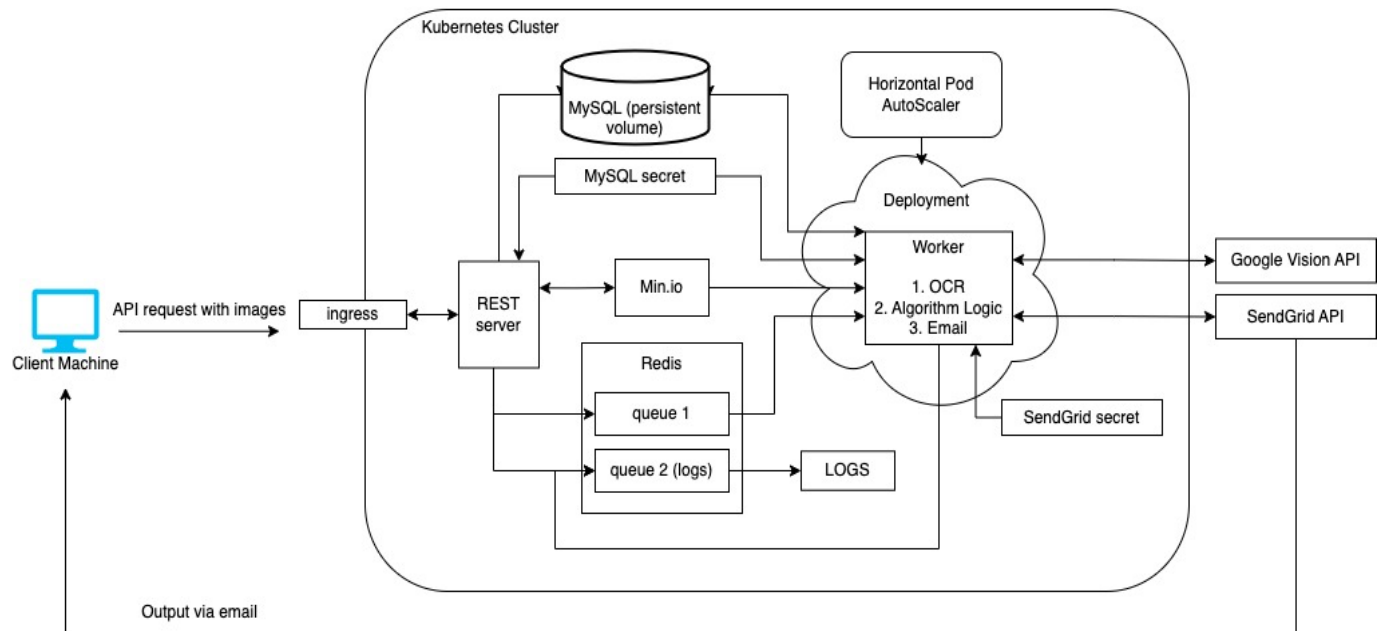 Kubernetes Cluster
MySQL (persistent
volume)
Horizontal Pod
AutoScaler
MySQL secret
Deployment
Worker
1. OCR
2. Algorithm Logic
3. Email
Google Vision API
SendGrid API
REST
server
Min.io
API request with images
ingress
Client Machine
Redis
queue 1
queue 2 (logs)
LOGS
SendGrid secret
Output via email